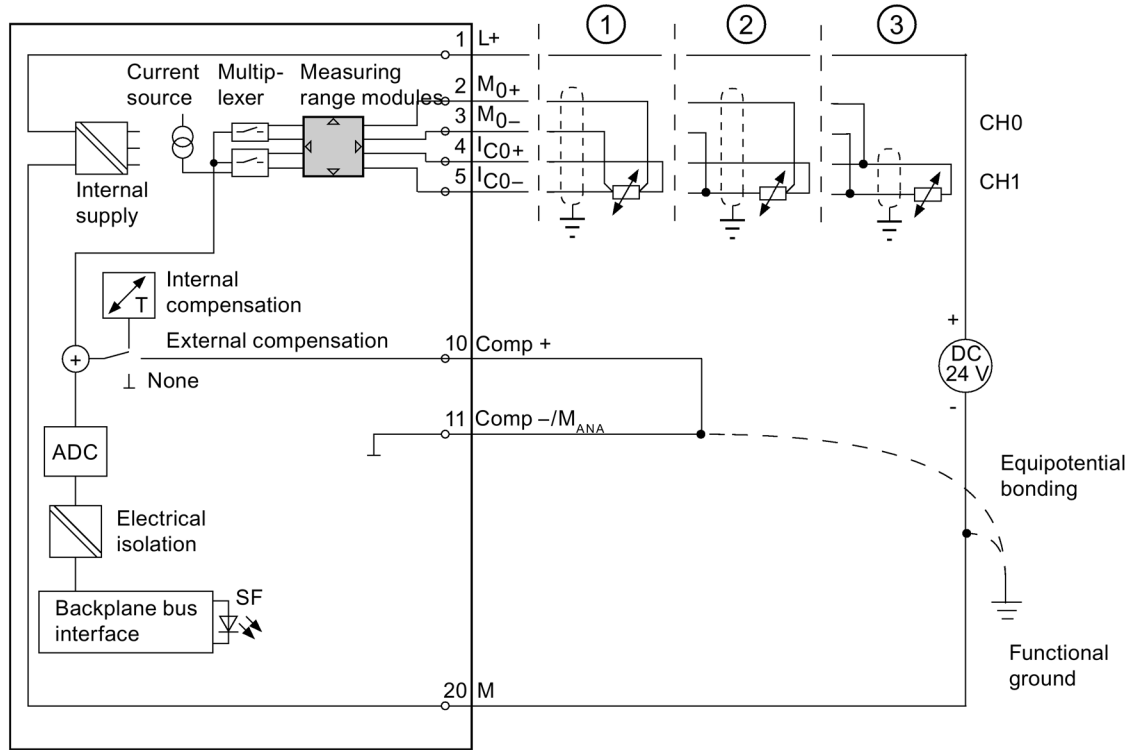 ① ② ③
1 L+
Current source
Multi-
plexer
Measuring
range modules
2 M0+
3 M0–
4 IC0+
5 IC0–
CH0
CH1
Internal
supply
T
Internal
compensation
External compensation
10 Comp +
+
⊥ None
+
DC
24 V
-
11 Comp –/MANA
ADC
Equipotential
bonding
Electrical
isolation
SF
Backplane bus
interface
Functional
ground
20 M